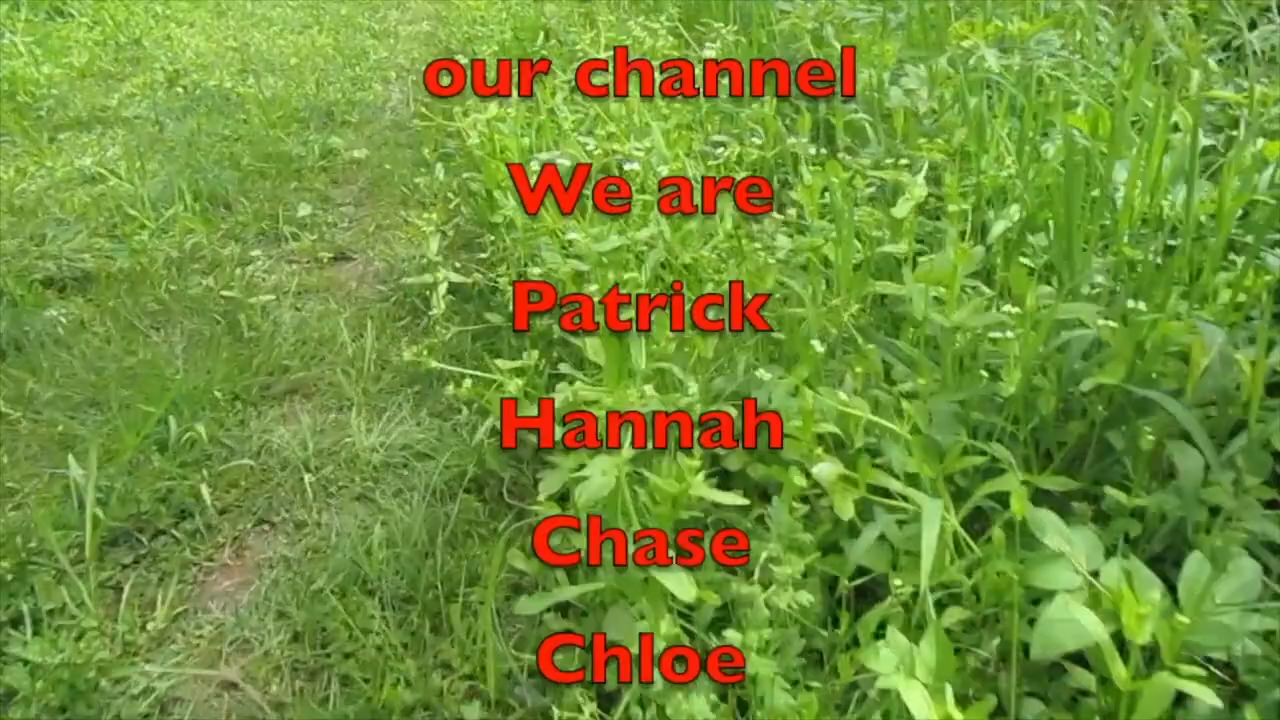 our channel
We are
Patrick
Hannah
Chase
Chloe